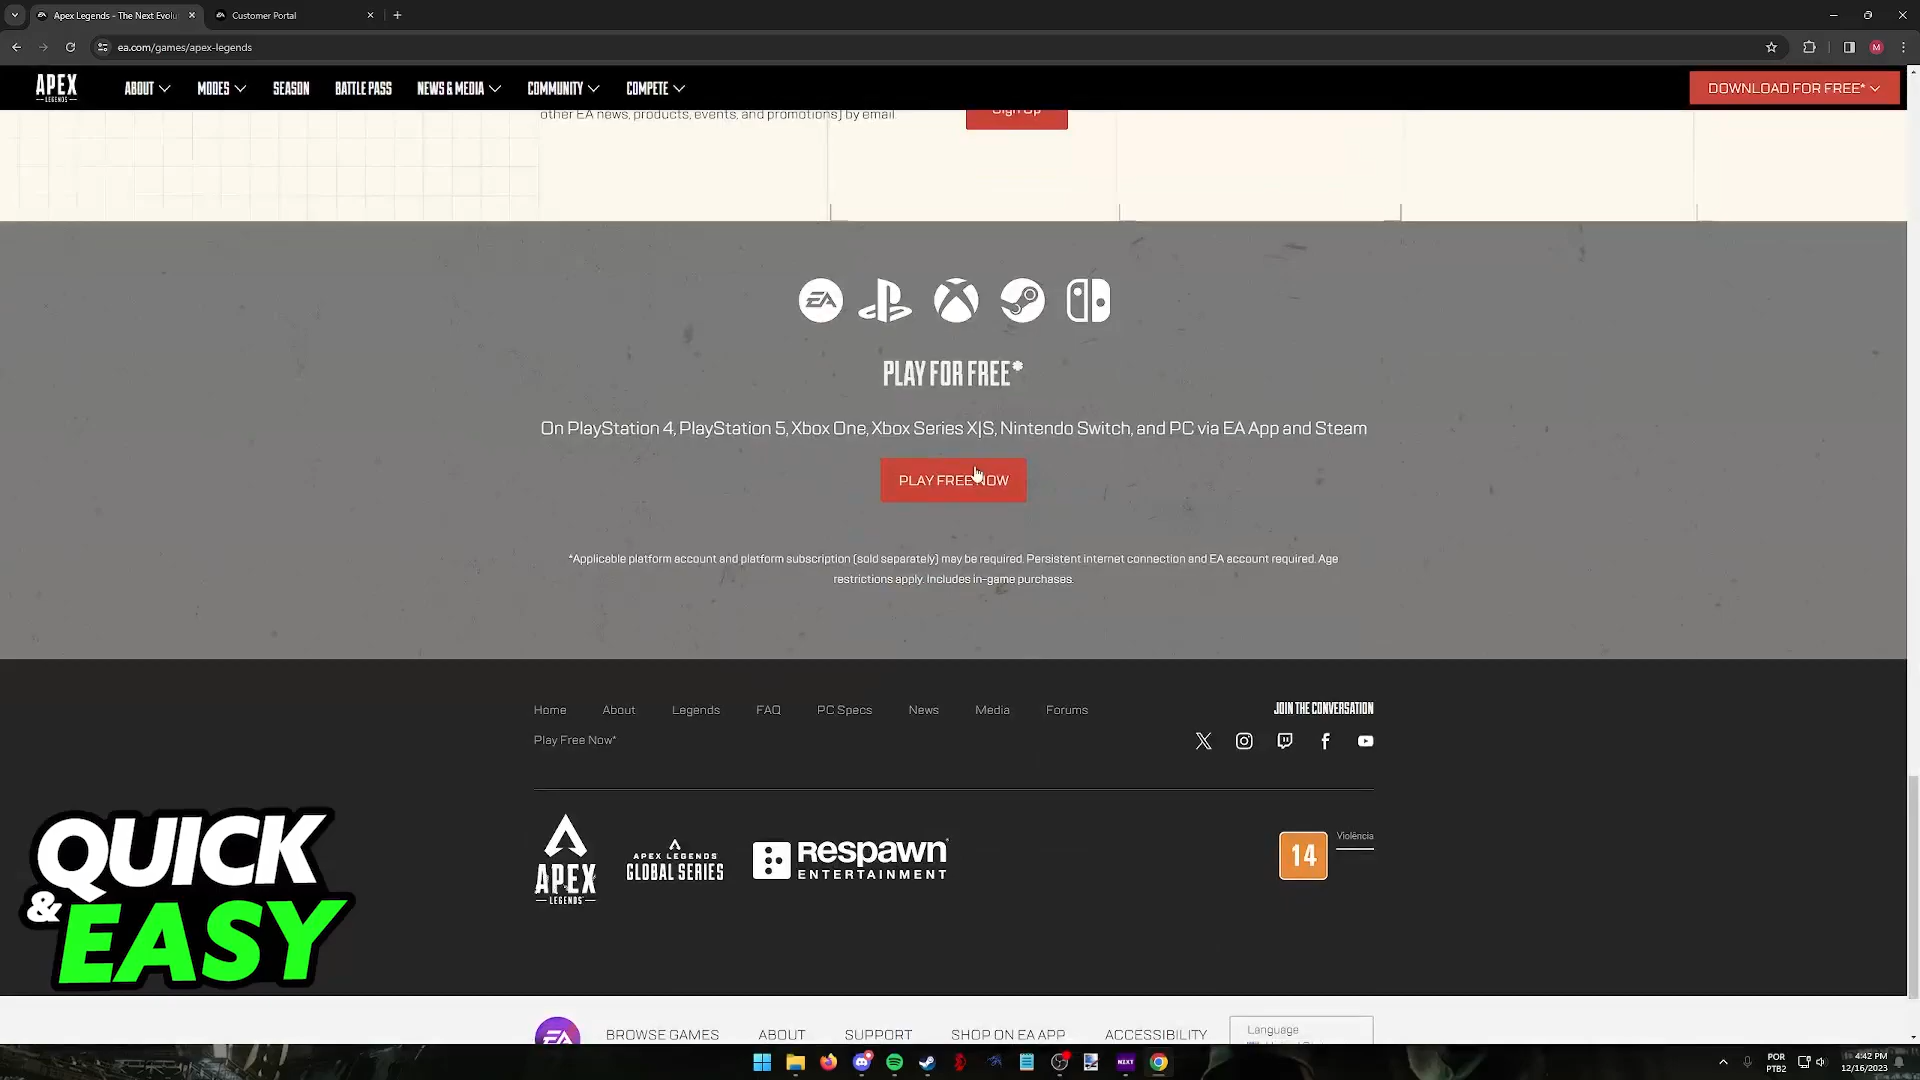 Apex Legends - The Next Evolu
Customer Portal
ea.com/games/apex-legends
M
APEX
LEGENDS
ABOUT
MODES
SEASON
BATTLE PASS
NEWS & MEDIA
COMMUNITY
COMPETE
DOWNLOAD FOR FREE*
other EA news, products, events, and promotions) by email.
Sign Up
EA
PLAY FOR FREE*
On PlayStation 4, PlayStation 5, Xbox One, Xbox Series X|S, Nintendo Switch, and PC via EA App and Steam
PLAY FREE NOW
*Applicable platform account and platform subscription (sold separately) may be required. Persistent internet connection and EA account required. Age
restrictions apply. Includes in-game purchases.
Home
About
Legends
FAQ
PC Specs
News
Media
Forums
JOIN THE CONVERSATION
Play Free Now*
APEX
LEGENDS
APEX LEGENDS
GLOBAL SERIES
Respawn
ENTERTAINMENT
14
Violência
QUICK
&
EASY
EA
BROWSE GAMES
ABOUT
SUPPORT
SHOP ON EA APP
ACCESSIBILITY
Language
NEXT
POR
PTB2
4:42 PM
12/16/2023